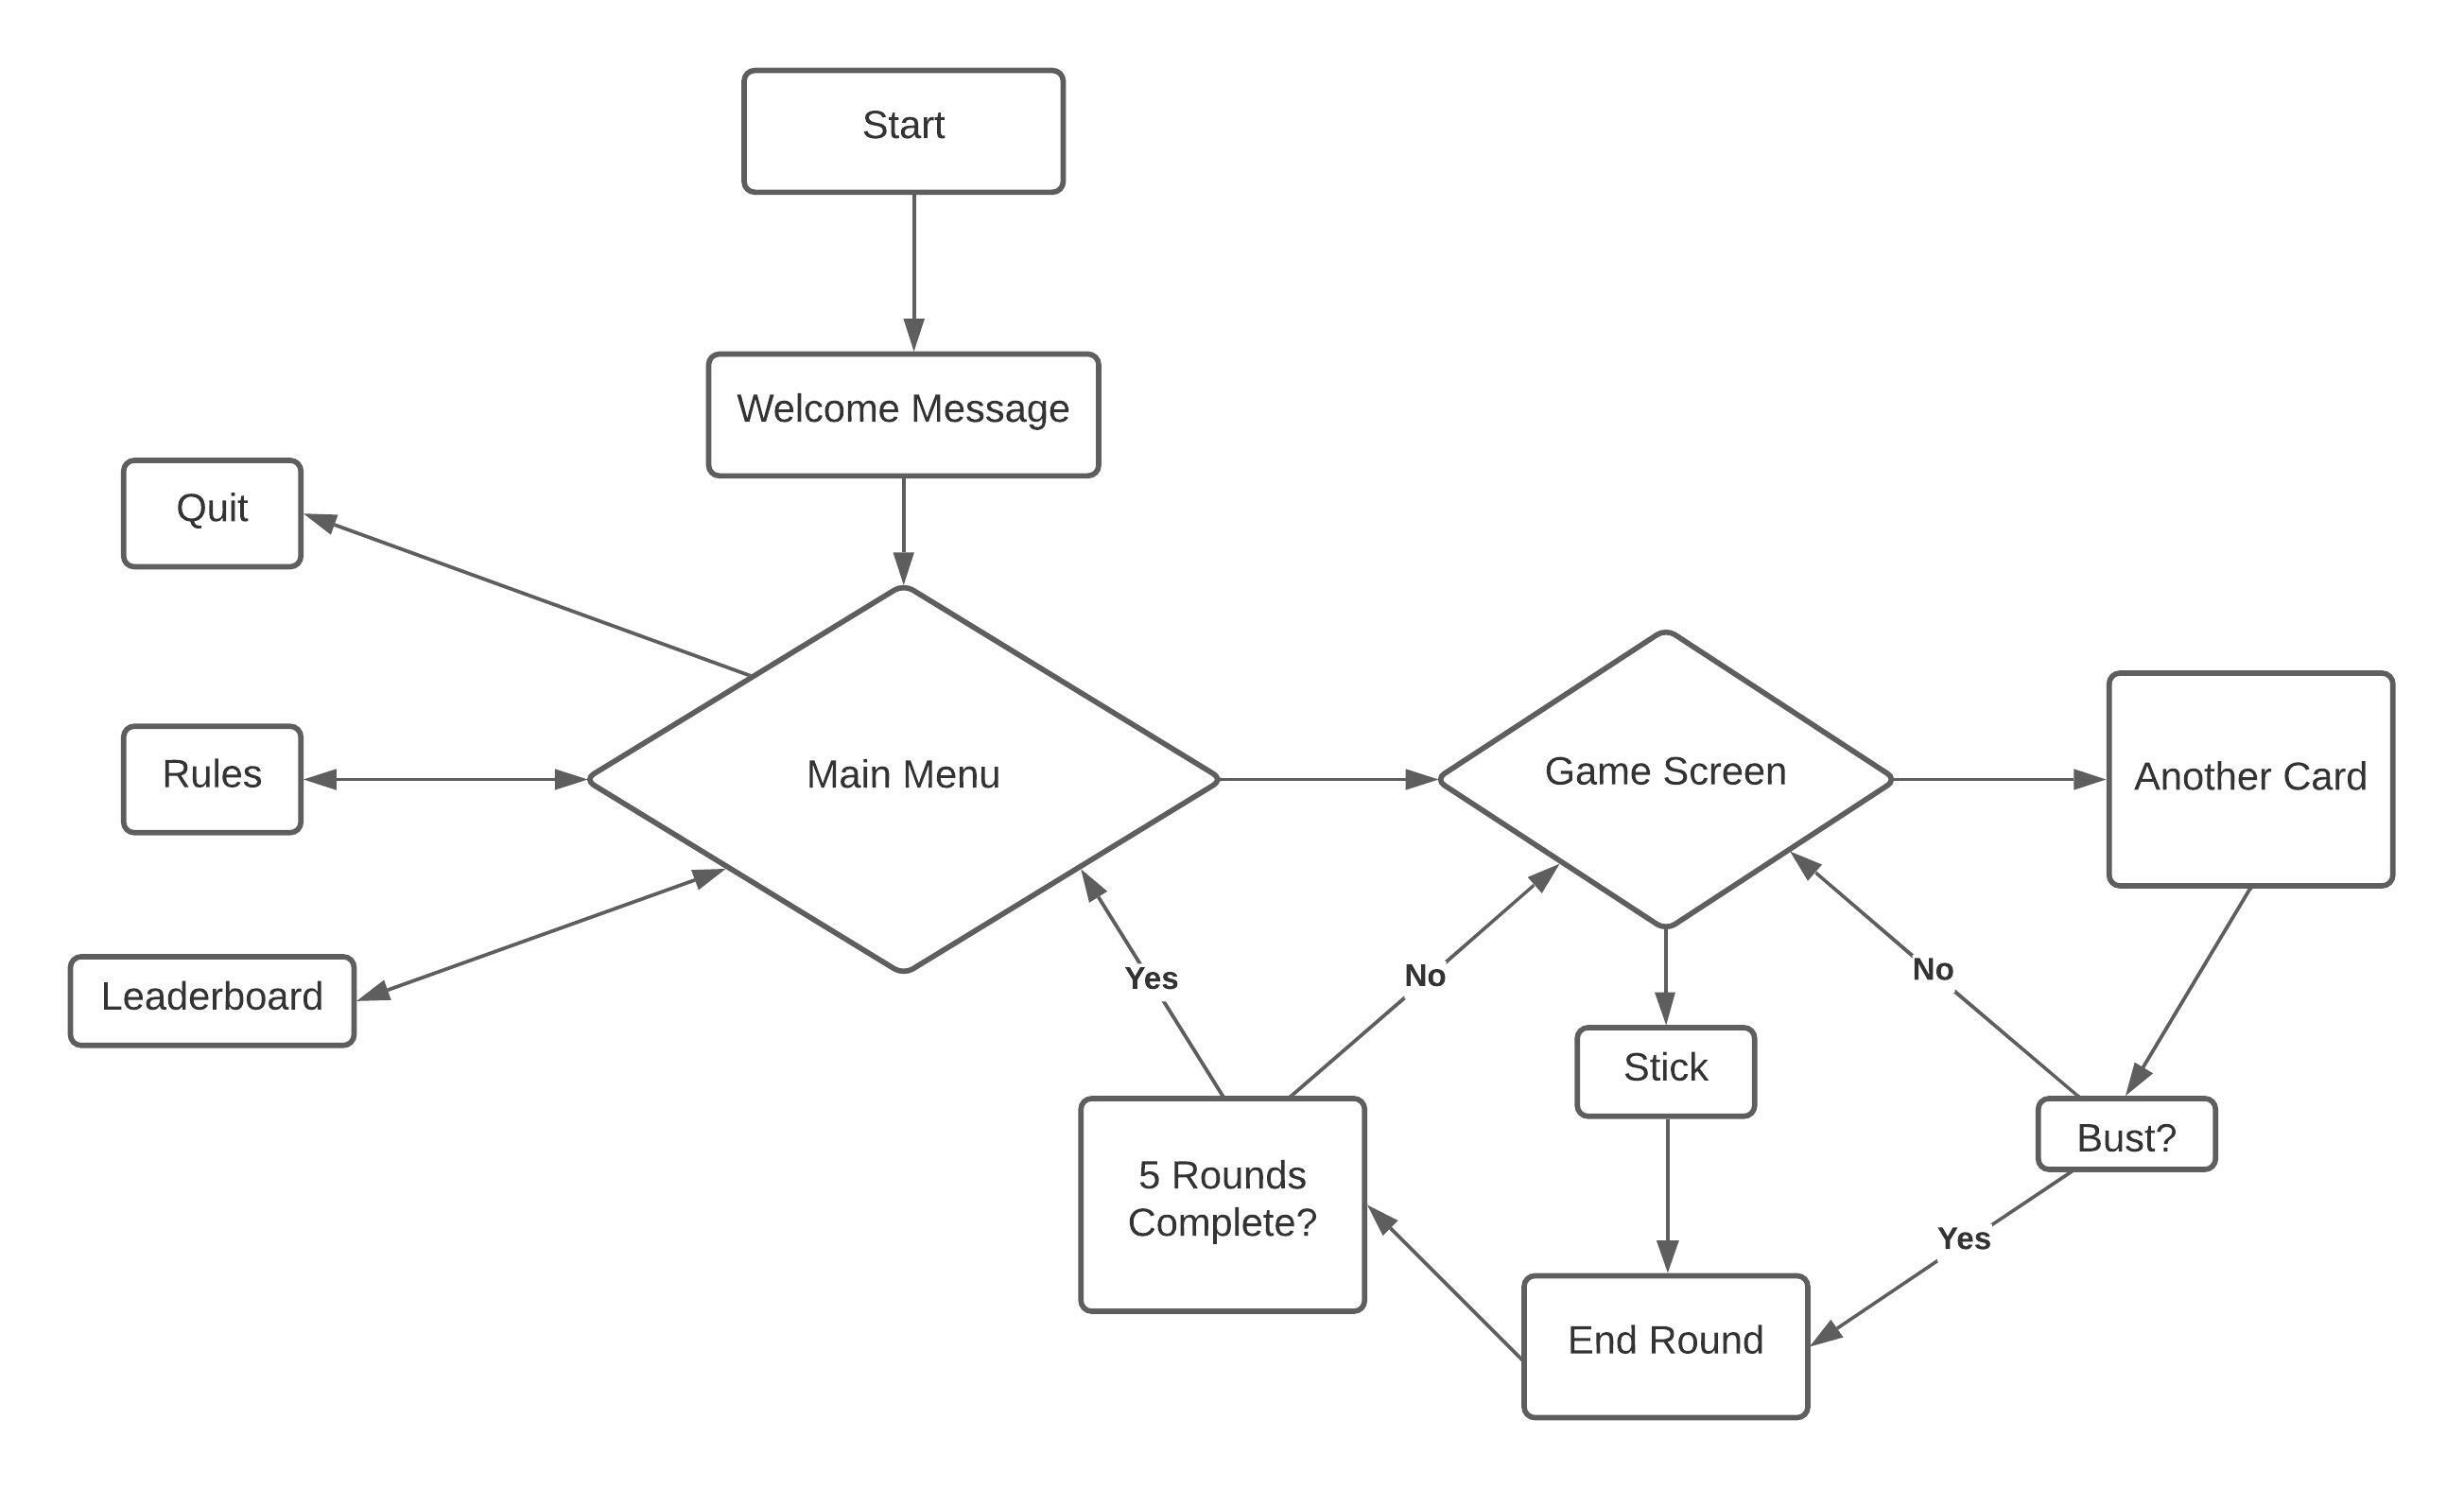 Start
Welcome Message
Quit
Main Menu
Game Screen
Rules
Another Card
Leaderboard
Yes
No
No
Stick
Bust?
5 Rounds
Complete?
Yes
End Round